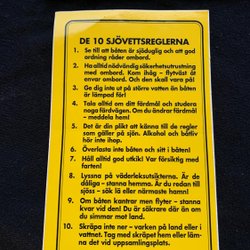 DE 10 SJÖVETTSREGLERNA
1. Se till att båten är sjöduglig och att god
ordning råder ombord.
2. Ha alltid nödvändig säkerhetsutrustning
med ombord. Kom ihåg – flytväst åt
envar ombord. Och den skall vara på!
3. Ge dig inte ut på större vatten än båten
är lämpad för!
4. Tala alltid om ditt färdmål och studera
noga färdvägen. Om du ändrar färdmål
– meddela hem!
5. Det är din plikt att känna till de regler
som gäller på sjön. Alkohol och båtliv
hör inte ihop.
6. Överlasta inte båten och sitt i båten!
7. Håll alltid god utkik! Var försiktig med
farten!
8. Lyssna på väderleksutsikterna. Är de
dåliga – stanna hemma. Är du redan till
sjöss – sök lä eller närmaste hamn!
9. Om båten kantrar men flyter – stanna
kvar vid den! Du är säkrare där än om
du simmar mot land.
10. Skräpa inte ner – varken på land eller i
vattnet. Tag med skräpet hem eller läm-
na det vid uppsamlingsplats.